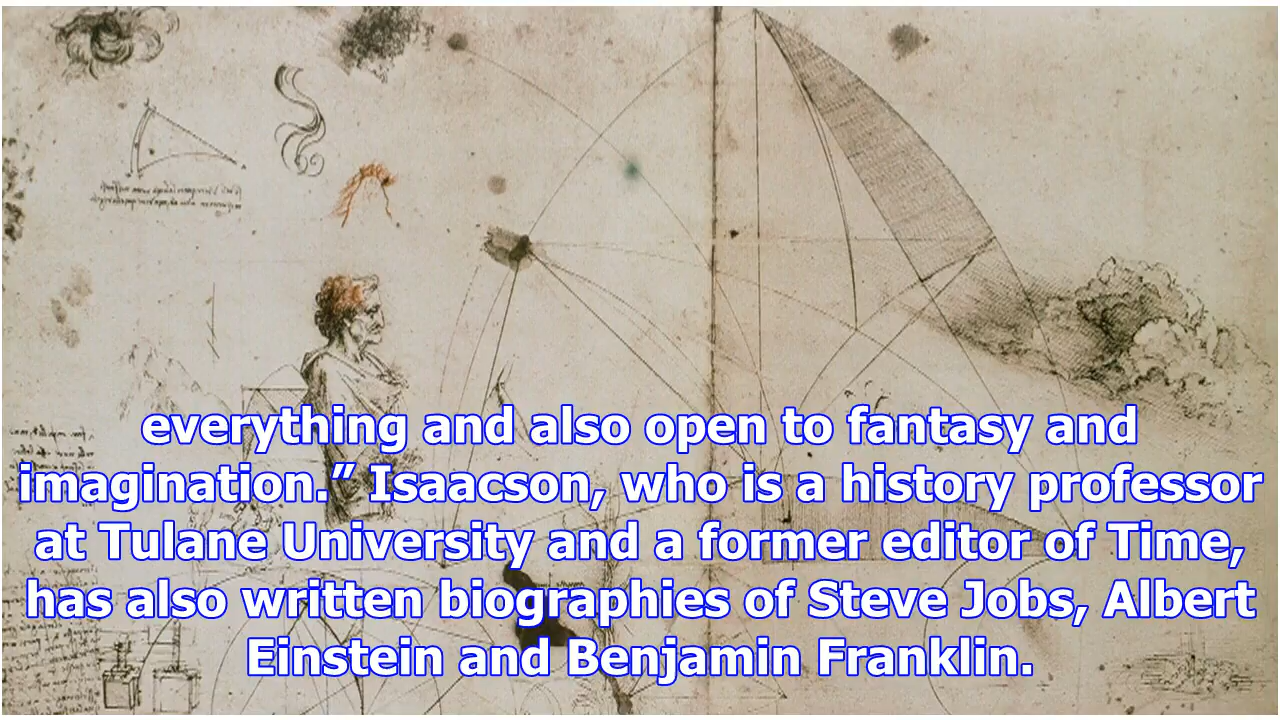 everything and also open to fantasy and
imagination.” Isaacson, who is a history professor
at Tulane University and a former editor of Time,
has also written biographies of Steve Jobs, Albert
Einstein and Benjamin Franklin.